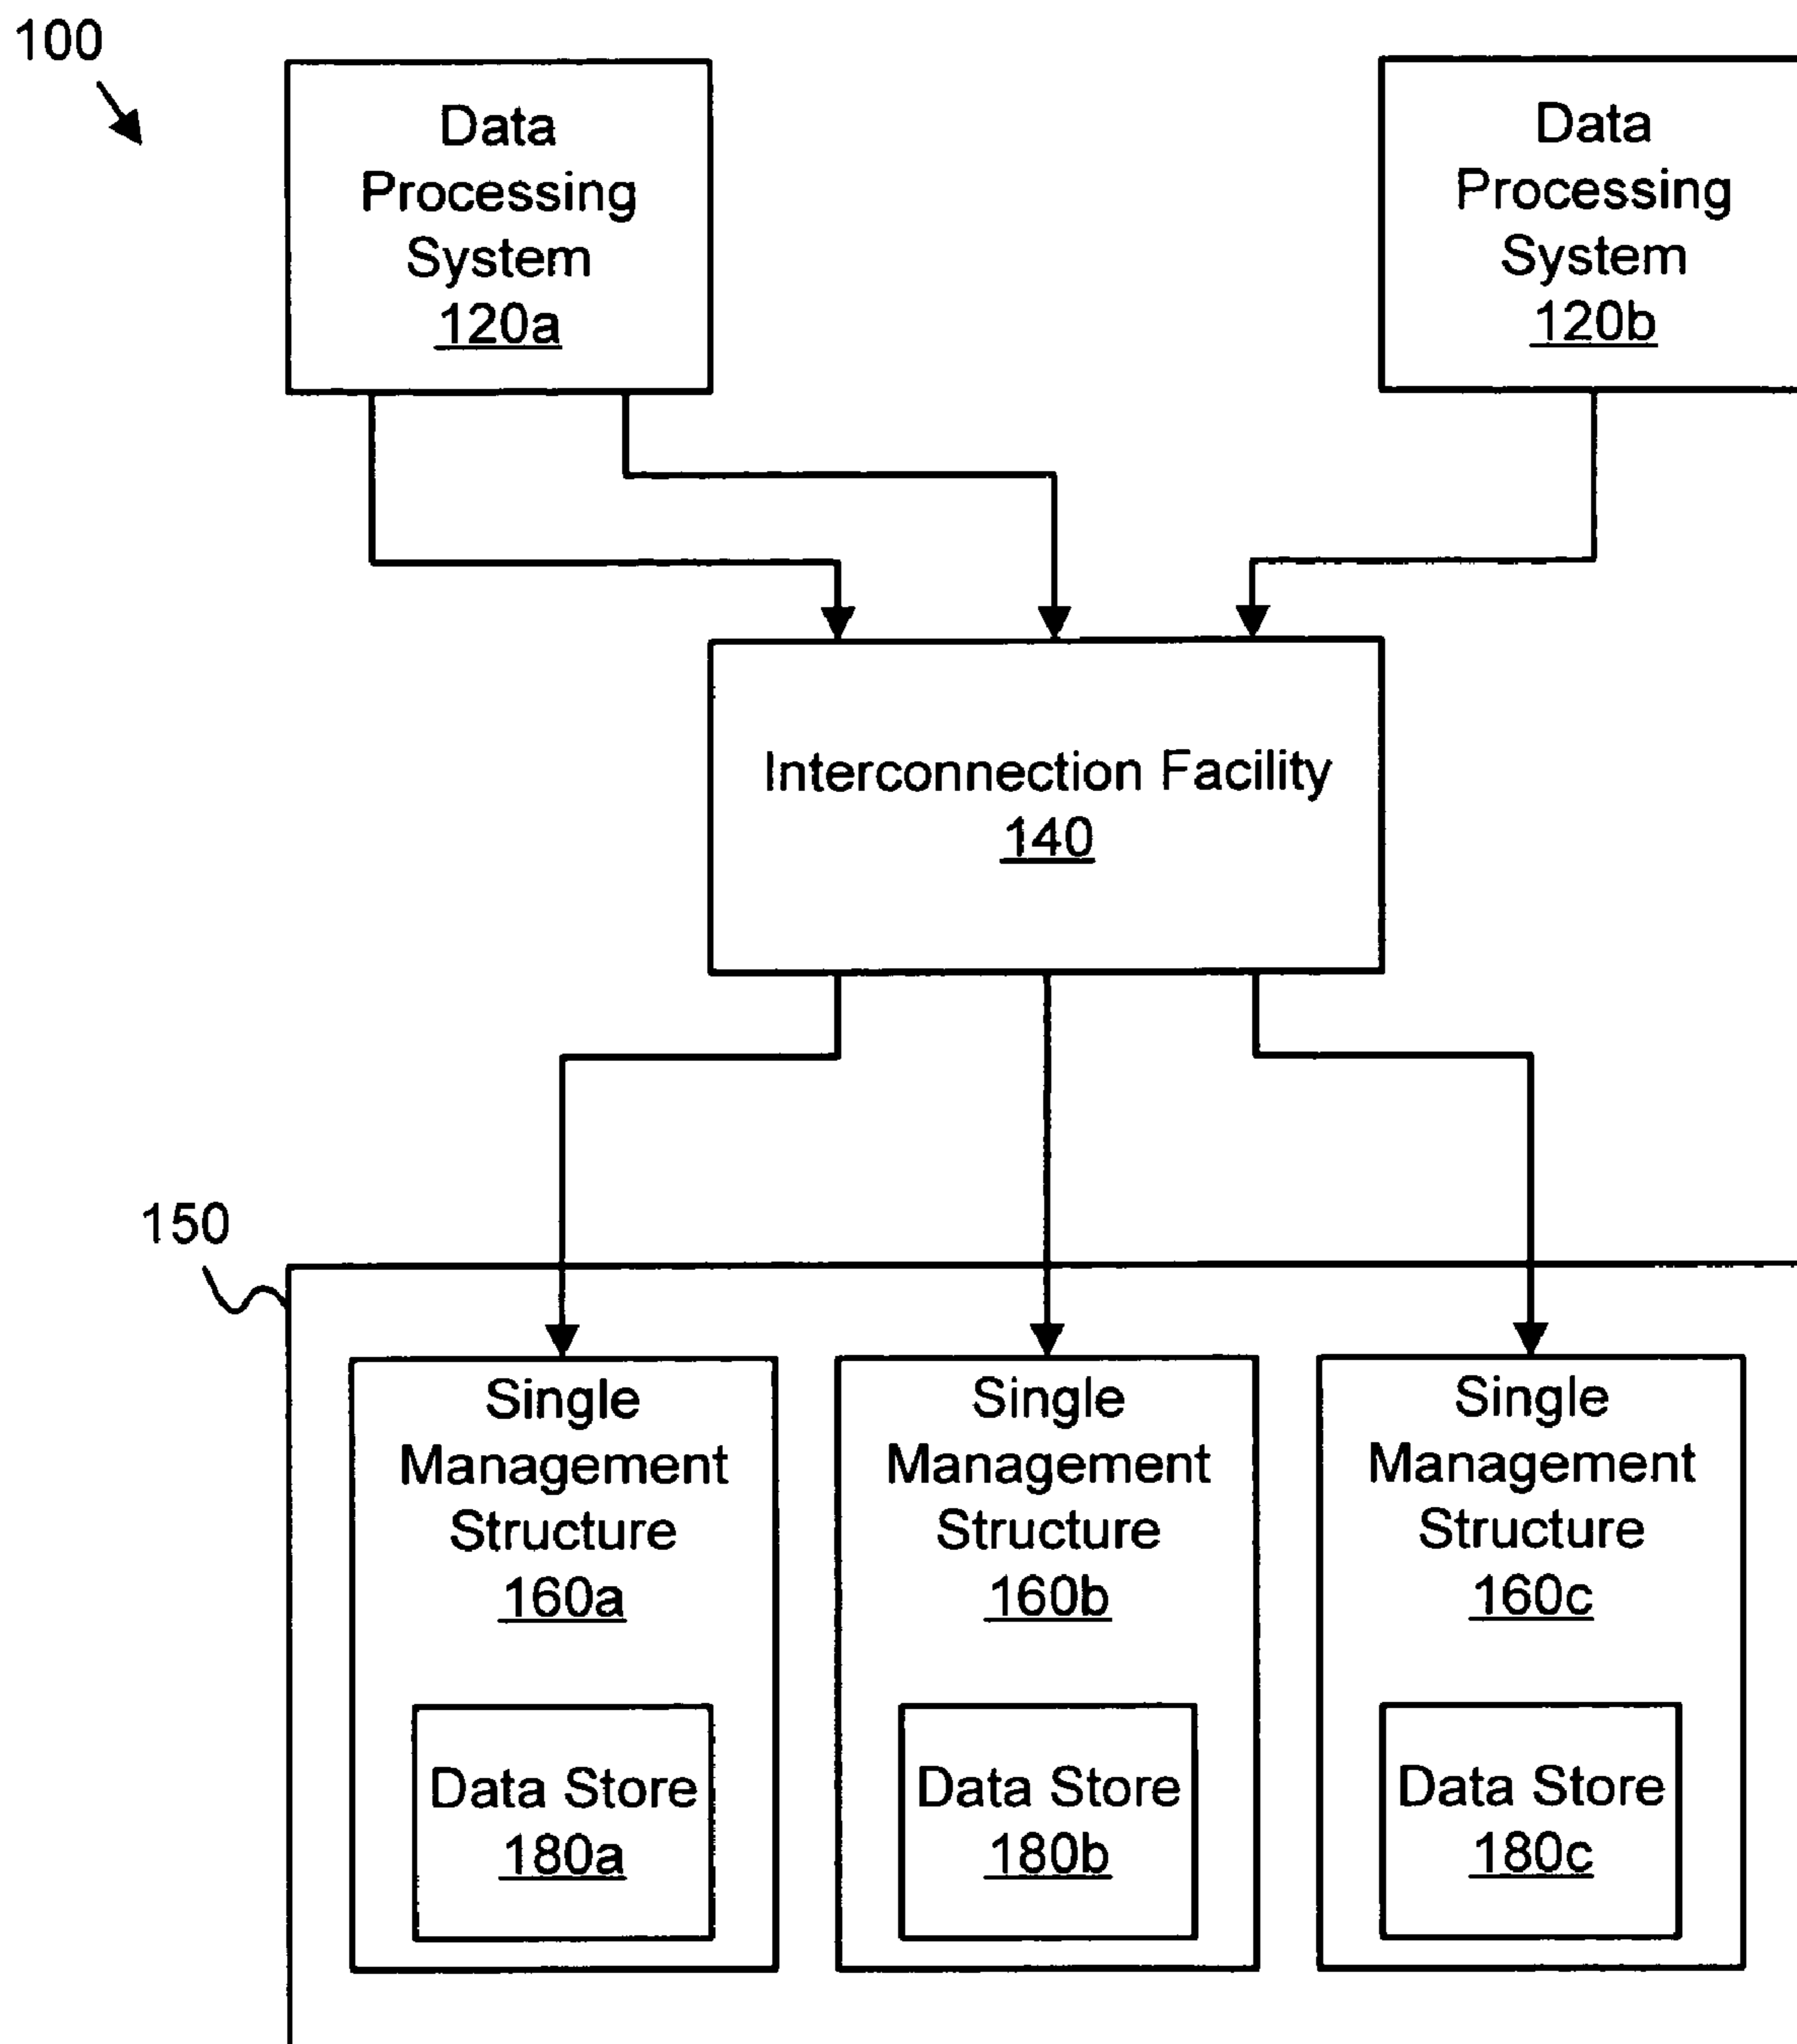 100
Data
Processing
System
120a
Data
Processing
System
120b
Interconnection Facility
140
150
Single
Management
Structure
160a
Data Store
180a
Single
Management
Structure
160b
Data Store
180b
Single
Management
Structure
160c
Data Store
180c